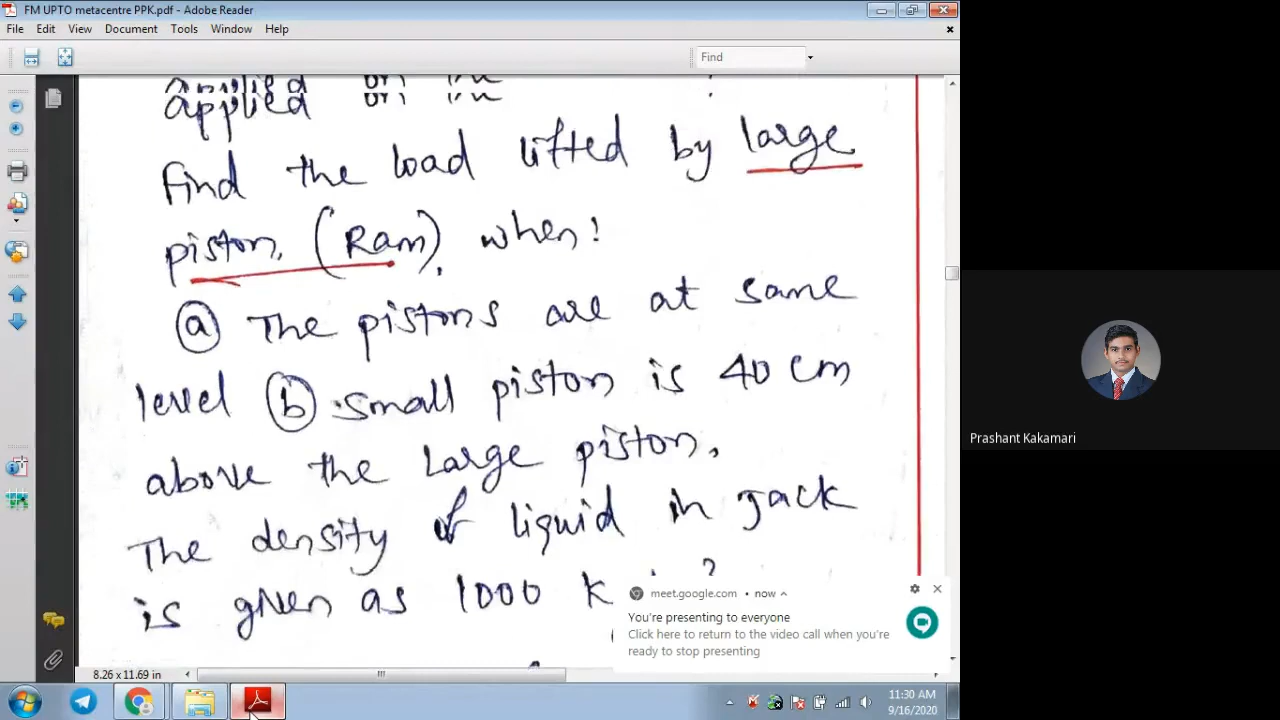 FM UPTO metacentre PPK.pdf - Adobe Reader
File Edit View Document Tools Window Help
Find
applied
Find the load lifted by large
piston, (Ram), when:
ⓐ The pistons are at same
level ⓑ small piston is 40 cm
above the large piston.
The density of liquid in jack
is given as 1000 k
meet.google.com • now
You're presenting to everyone
Click here to return to the video call when you're
ready to stop presenting
8.26 x 11.69 in
11:30 AM
9/16/2020
Prashant Kakamari